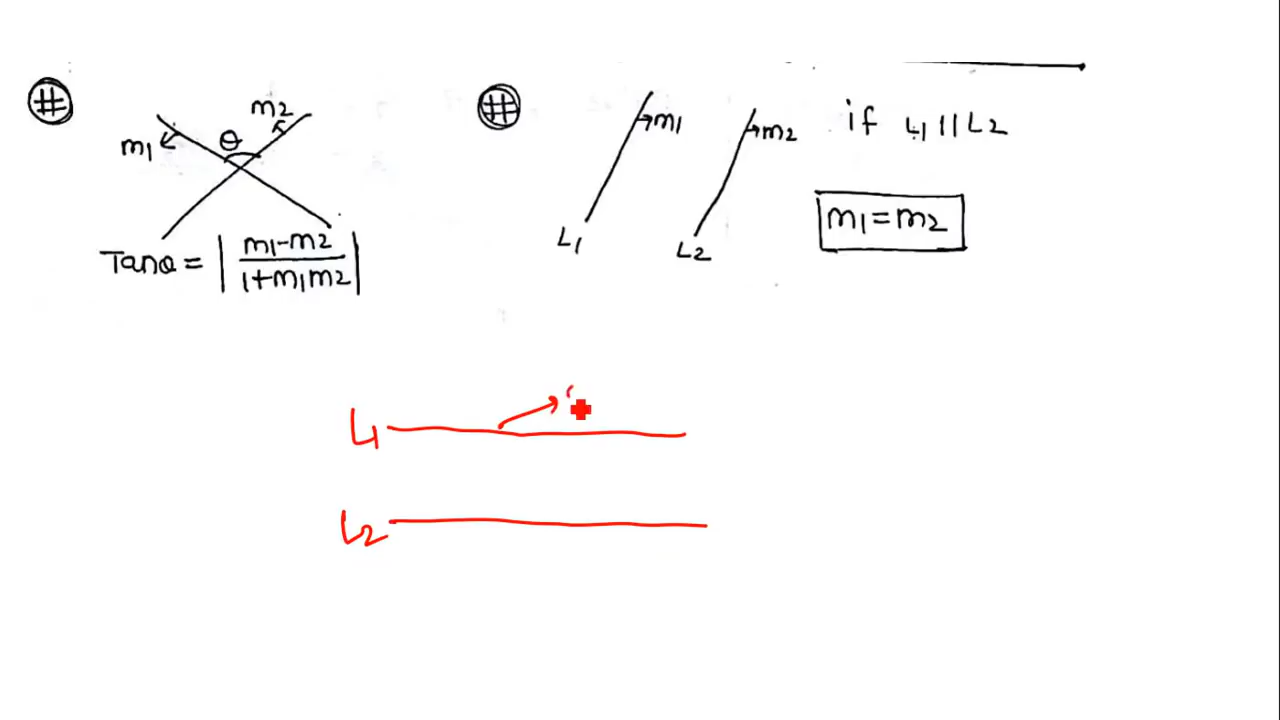 #
m1
θ
m2
Tanθ = | m1-m2 / 1+m1m2 |
#
m1
m2
L1
L2
if L1 || L2
m1 = m2
L1
L2